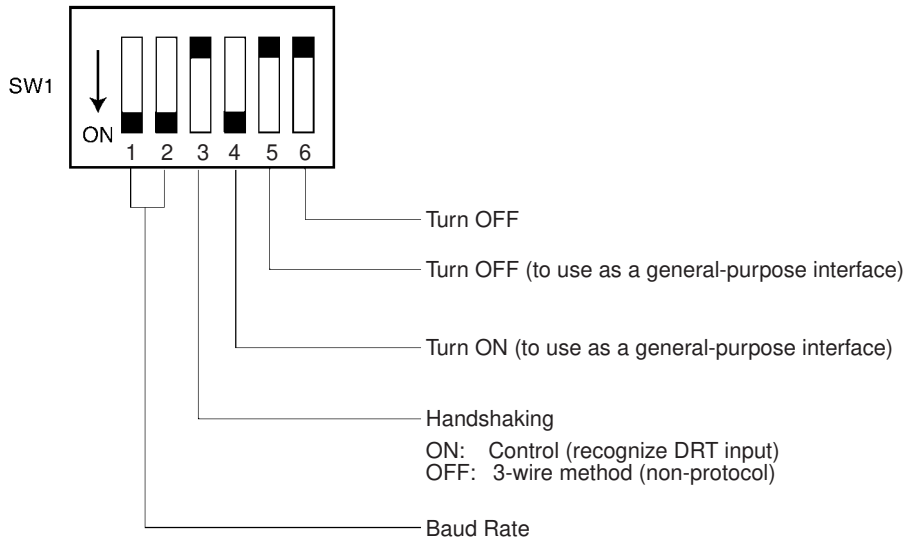 SW1
ON
1 2 3 4 5 6
Turn OFF
Turn OFF (to use as a general-purpose interface)
Turn ON (to use as a general-purpose interface)
Handshaking
ON: Control (recognize DRT input)
OFF: 3-wire method (non-protocol)
Baud Rate